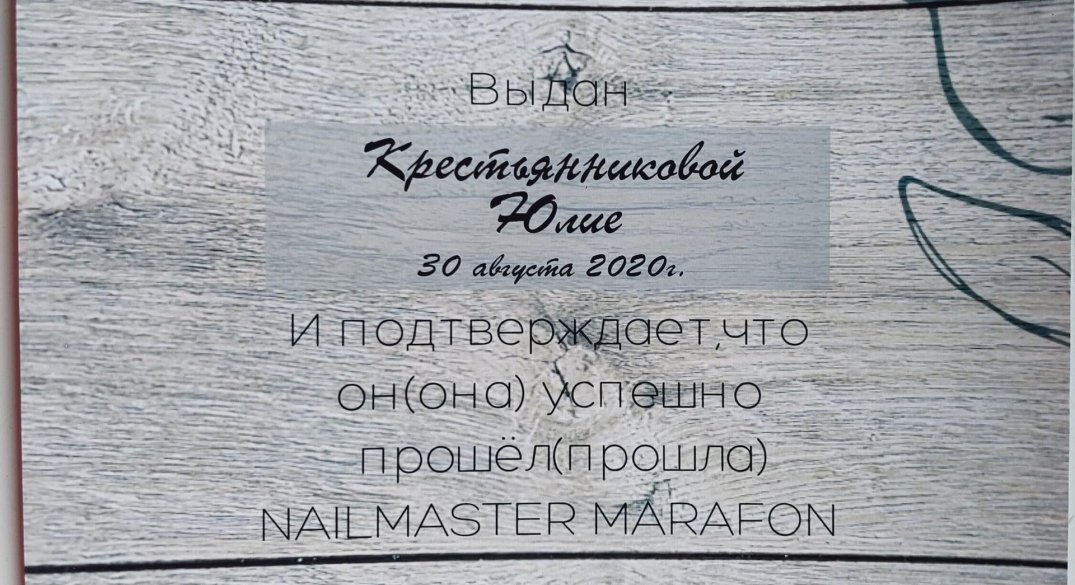 Выдан
Крестьянниковой
Юлие
30 августа 2020г.
И подтверждает,что
он(она) успешно
прошёл(прошла)
NAILMASTER MARAFON